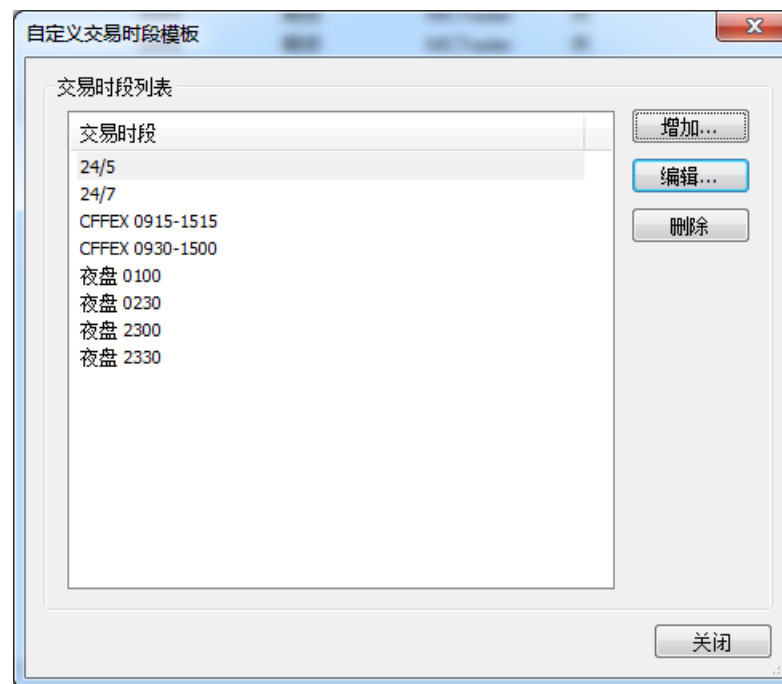 自定义交易时段模板
交易时段列表
交易时段
24/5
24/7
CFFEX 0915-1515
CFFEX 0930-1500
夜盘 0100
夜盘 0230
夜盘 2300
夜盘 2330
增加...
编辑...
删除
关闭